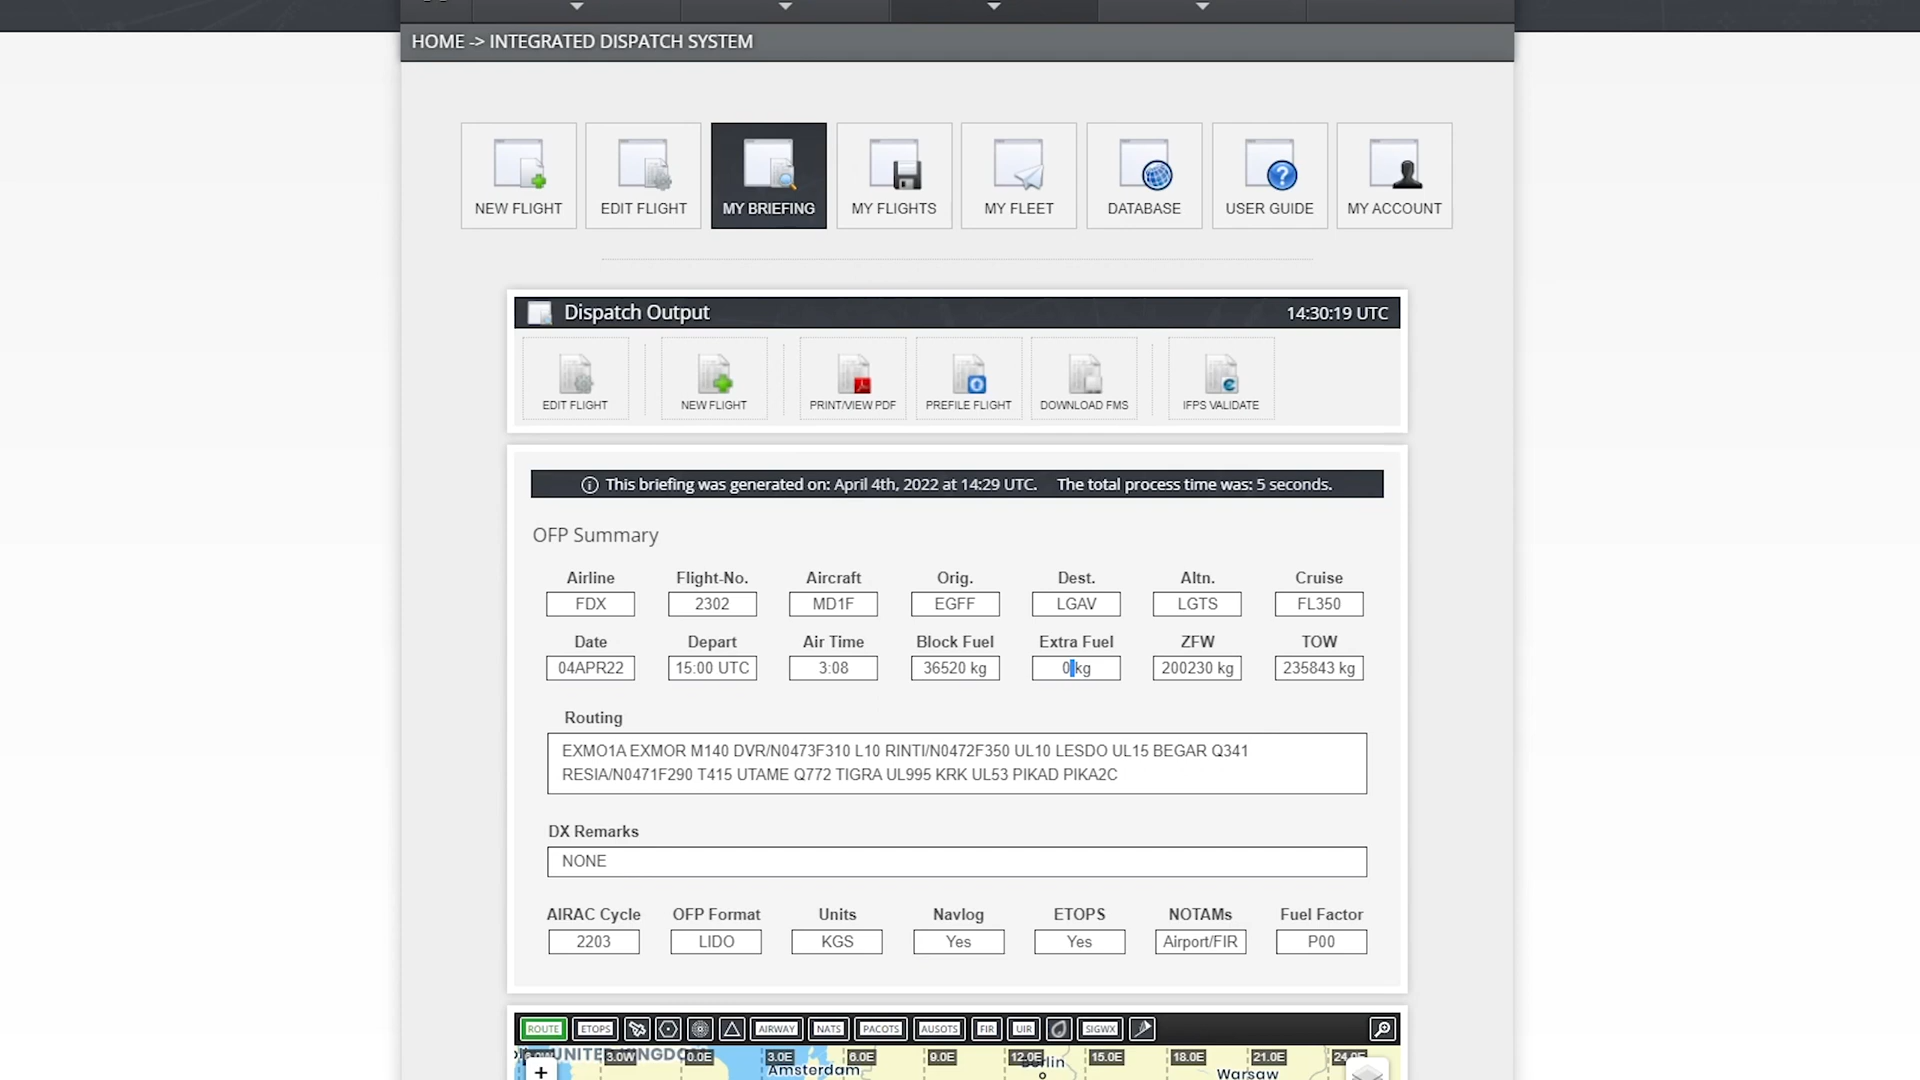 HOME -> INTEGRATED DISPATCH SYSTEM
NEW FLIGHT EDIT FLIGHT MY BRIEFING MY FLIGHTS MY FLEET DATABASE USER GUIDE MY ACCOUNT
Dispatch Output 14:30:19 UTC
EDIT FLIGHT NEW FLIGHT PRINT/VIEW PDF PREFILE FLIGHT DOWNLOAD FMS IFPS VALIDATE
This briefing was generated on: April 4th, 2022 at 14:29 UTC. The total process time was: 5 seconds.
OFP Summary
Airline Flight-No. Aircraft Orig. Dest. Altn. Cruise
FDX 2302 MD1F EGFF LGAV LGTS FL350
Date Depart Air Time Block Fuel Extra Fuel ZFW TOW
04APR22 15:00 UTC 3:08 36520 kg 0 kg 200230 kg 235843 kg
Routing
EXMO1A EXMOR M140 DVR/N0473F310 L10 RINTI/N0472F350 UL10 LESDO UL15 BEGAR Q341
RESIA/N0471F290 T415 UTAME Q772 TIGRA UL995 KRK UL53 PIKAD PIKA2C
DX Remarks
NONE
AIRAC Cycle OFP Format Units Navlog ETOPS NOTAMs Fuel Factor
2203 LIDO KGS Yes Yes Airport/FIR P00
ROUTE ETOPS AIRWAY NATS PACOTS AUSOTS FIR UIR SIGWX
UNITED KINGDO 3.0W 0.0E 3.0E 6.0E 9.0E 12.0E 15.0E 18.0E 21.0E
+ Amsterdam Berlin Warsaw